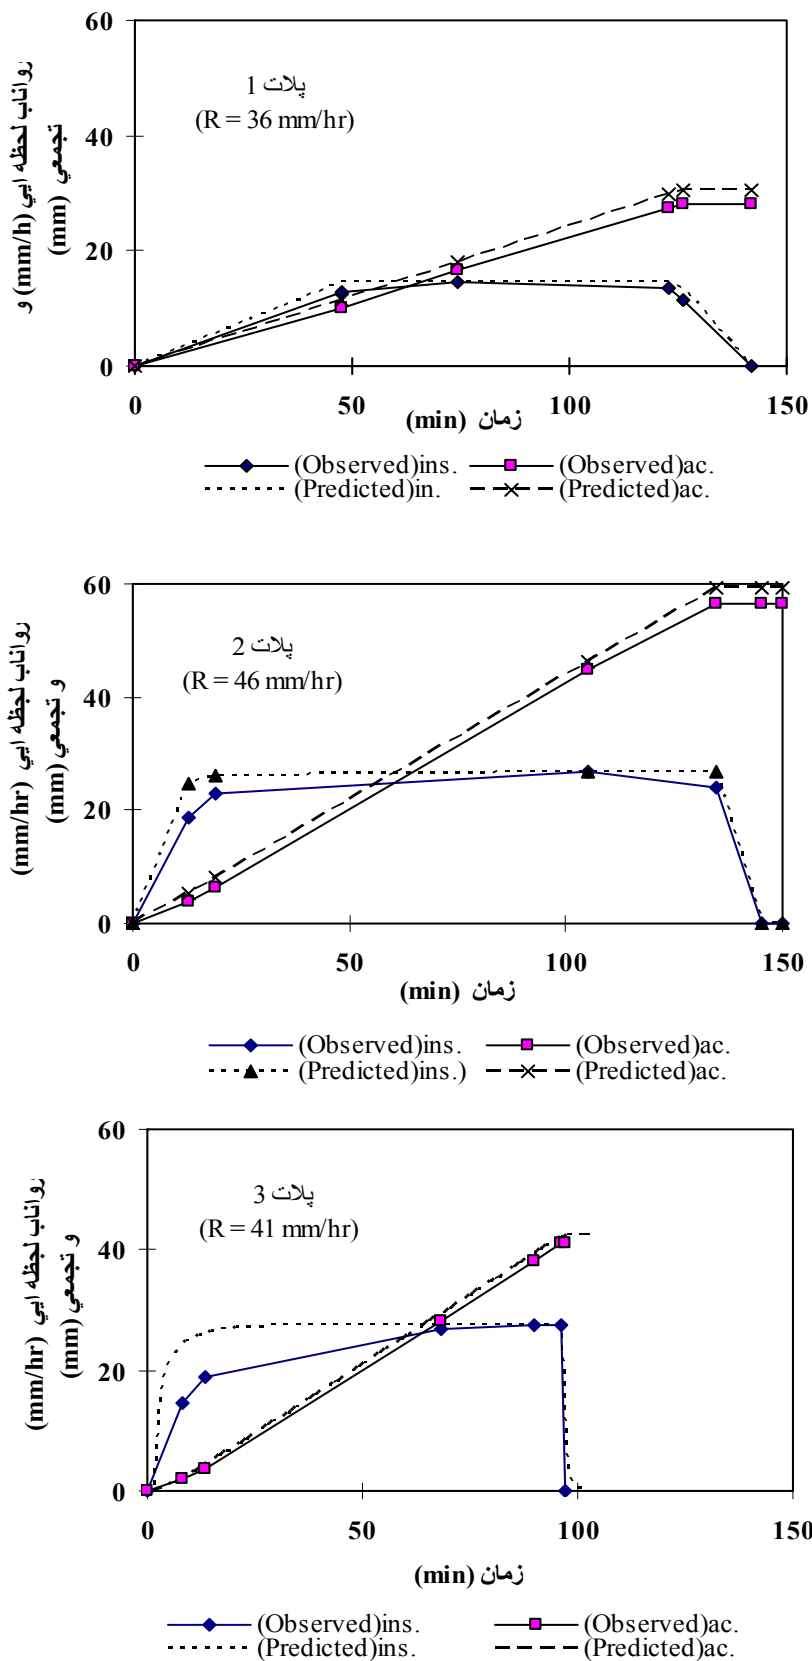 60
40
20
0
0
50
100
150
پلات 1
(R = 36 mm/hr)
رواناب لحظه ايي (mm/h) و
تجمعي (mm)
زمان (min)
(Observed)ins.
(Observed)ac.
(Predicted)in.
(Predicted)ac.
60
40
20
0
0
50
100
150
پلات 2
(R = 46 mm/hr)
رواناب لحظه ايي (mm/hr)
و تجمعي (mm)
زمان (min)
(Observed)ins.
(Observed)ac.
(Predicted)ins.)
(Predicted)ac.
60
40
20
0
0
50
100
150
پلات 3
(R = 41 mm/hr)
رواناب لحظه ايي (mm/hr)
و تجمعي (mm)
زمان (min)
(Observed)ins.
(Observed)ac.
(Predicted)ins.
(Predicted)ac.